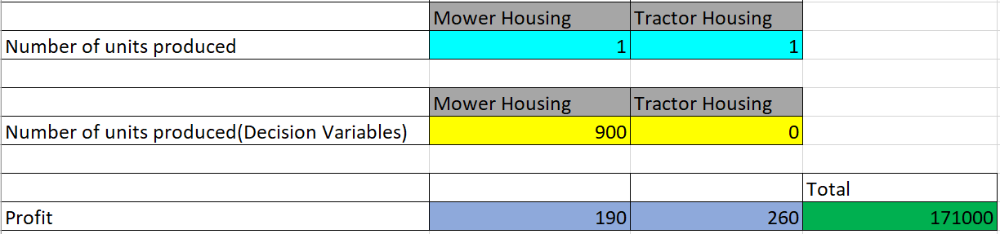 Mower Housing Tractor Housing
Number of units produced 1 1
Mower Housing Tractor Housing
Number of units produced(Decision Variables) 900 0
Total
Profit 190 260 171000